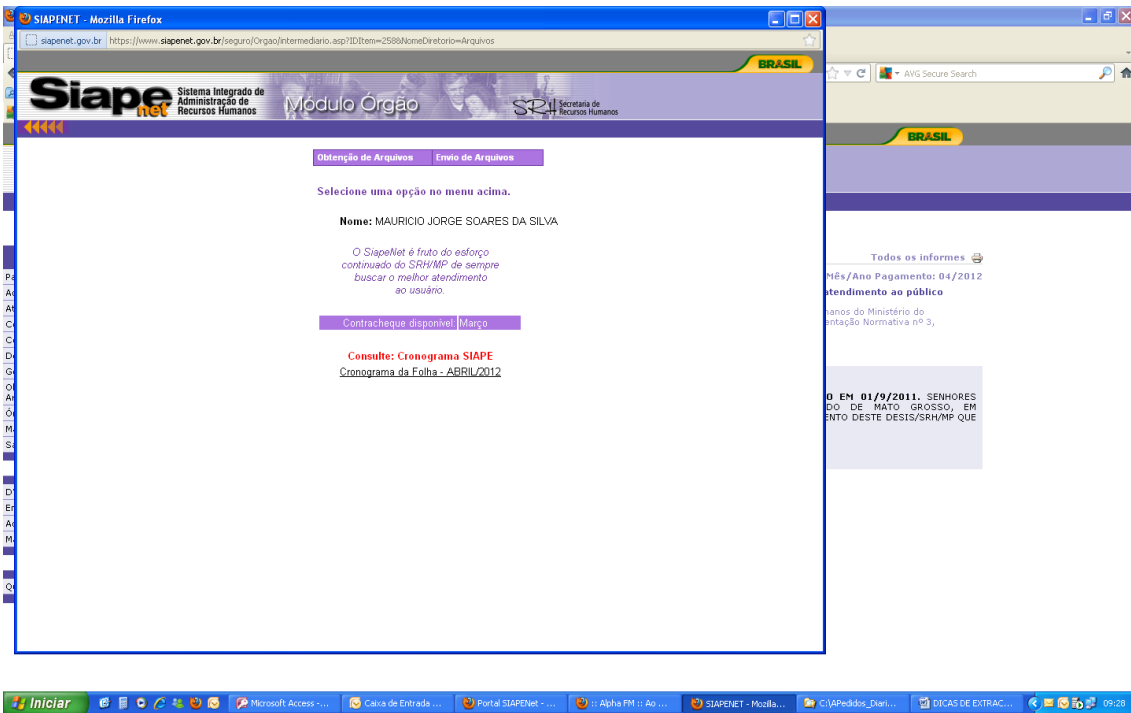 SIAPENET - Mozilla Firefox
siapenet.gov.br https://www.siapenet.gov.br/seguro/Orgao/intermediario.asp?IDItem=258&NomeDiretorio=Arquivos
BRASIL
Siape net
Sistema Integrado de
Administração de
Recursos Humanos
Módulo Órgão
SRH
Secretaria de
Recursos Humanos
AVG Secure Search
BRASIL
Obtenção de Arquivos Envio de Arquivos
Selecione uma opção no menu acima.
Nome: MAURICIO JORGE SOARES DA SILVA
O SiapeNet é fruto do esforço
continuado do SRH/MP de sempre
buscar o melhor atendimento
ao usuário.
Contracheque disponível: Março
Consulte: Cronograma SIAPE
Cronograma da Folha - ABRIL/2012
Todos os informes
Mês/Ano Pagamento: 04/2012
atendimento ao público
manos do Ministério do
entação Normativa nº 3,
O EM 01/9/2011. SENHORES
DO DE MATO GROSSO, EM
ENTO DESTE DESIS/SRH/MP QUE
Iniciar
Microsoft Access -...
Caixa de Entrada ...
Portal SIAPENet - ...
:: Alpha FM :: Ao ...
SIAPENET - Mozilla...
C:\APedidos_Diari...
DICAS DE EXTRAC...
09:28